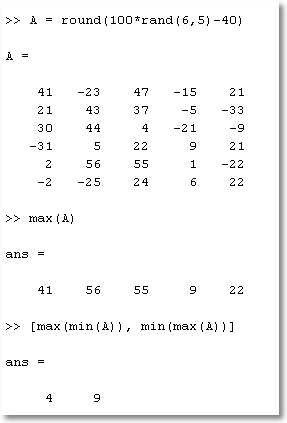 >> A = round(100*rand(6,5)-40)
A =
41 -23 47 -15 21
21 43 37 -5 -33
30 44 4 -21 -9
-31 5 22 9 21
2 56 55 1 -22
-2 -25 24 6 22
>> max(A)
ans =
41 56 55 9 22
>> [max(min(A)), min(max(A))]
ans =
4 9